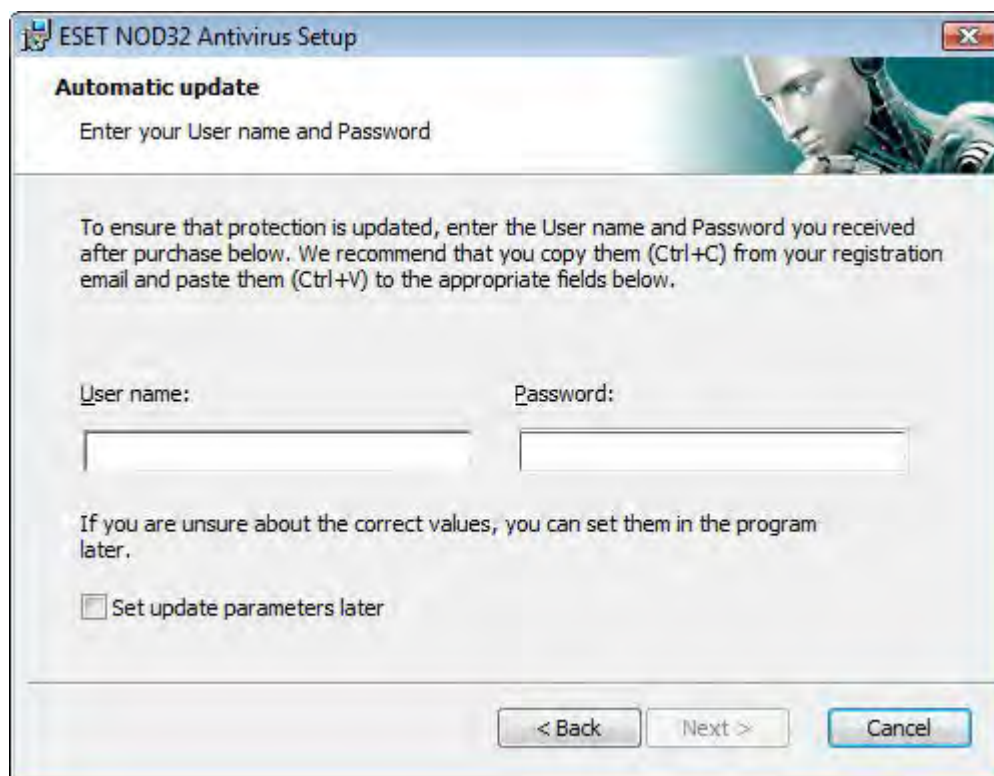 ESET NOD32 Antivirus Setup
Automatic update
Enter your User name and Password
To ensure that protection is updated, enter the User name and Password you received
after purchase below. We recommend that you copy them (Ctrl+C) from your registration
email and paste them (Ctrl+V) to the appropriate fields below.
User name: Password:
If you are unsure about the correct values, you can set them in the program
later.
Set update parameters later
< Back Next > Cancel